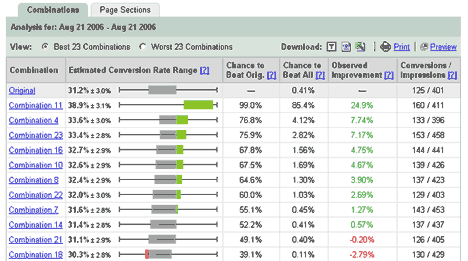 Combinations Page Sections
Analysis for: Aug 21 2006 - Aug 21 2006
View: Best 23 Combinations Worst 23 Combinations Download: Print Preview
Combination Estimated Conversion Rate Range [?] Chance to Beat Orig. [?] Chance to Beat All [?] Observed Improvement [?] Conversions / Impressions [?]
Original 31.2% ± 3.0% — 0.41% — 125 / 401
Combination 11 38.9% ± 3.1% 99.0% 85.4% 24.9% 160 / 411
Combination 4 33.6% ± 3.0% 76.8% 4.12% 7.74% 133 / 396
Combination 23 33.4% ± 2.8% 75.9% 2.82% 7.17% 153 / 458
Combination 16 32.7% ± 2.9% 67.8% 1.56% 4.75% 144 / 441
Combination 10 32.6% ± 2.9% 67.5% 1.69% 4.67% 139 / 426
Combination 8 32.4% ± 2.9% 64.6% 1.30% 3.90% 137 / 423
Combination 22 32.0% ± 3.0% 60.0% 1.03% 2.69% 129 / 403
Combination 7 31.6% ± 2.8% 55.1% 0.45% 1.27% 143 / 453
Combination 14 31.4% ± 2.8% 52.2% 0.41% 0.57% 137 / 437
Combination 21 31.1% ± 2.9% 49.1% 0.40% -0.20% 126 / 405
Combination 18 30.3% ± 2.8% 39.1% 0.11% -2.79% 130 / 429